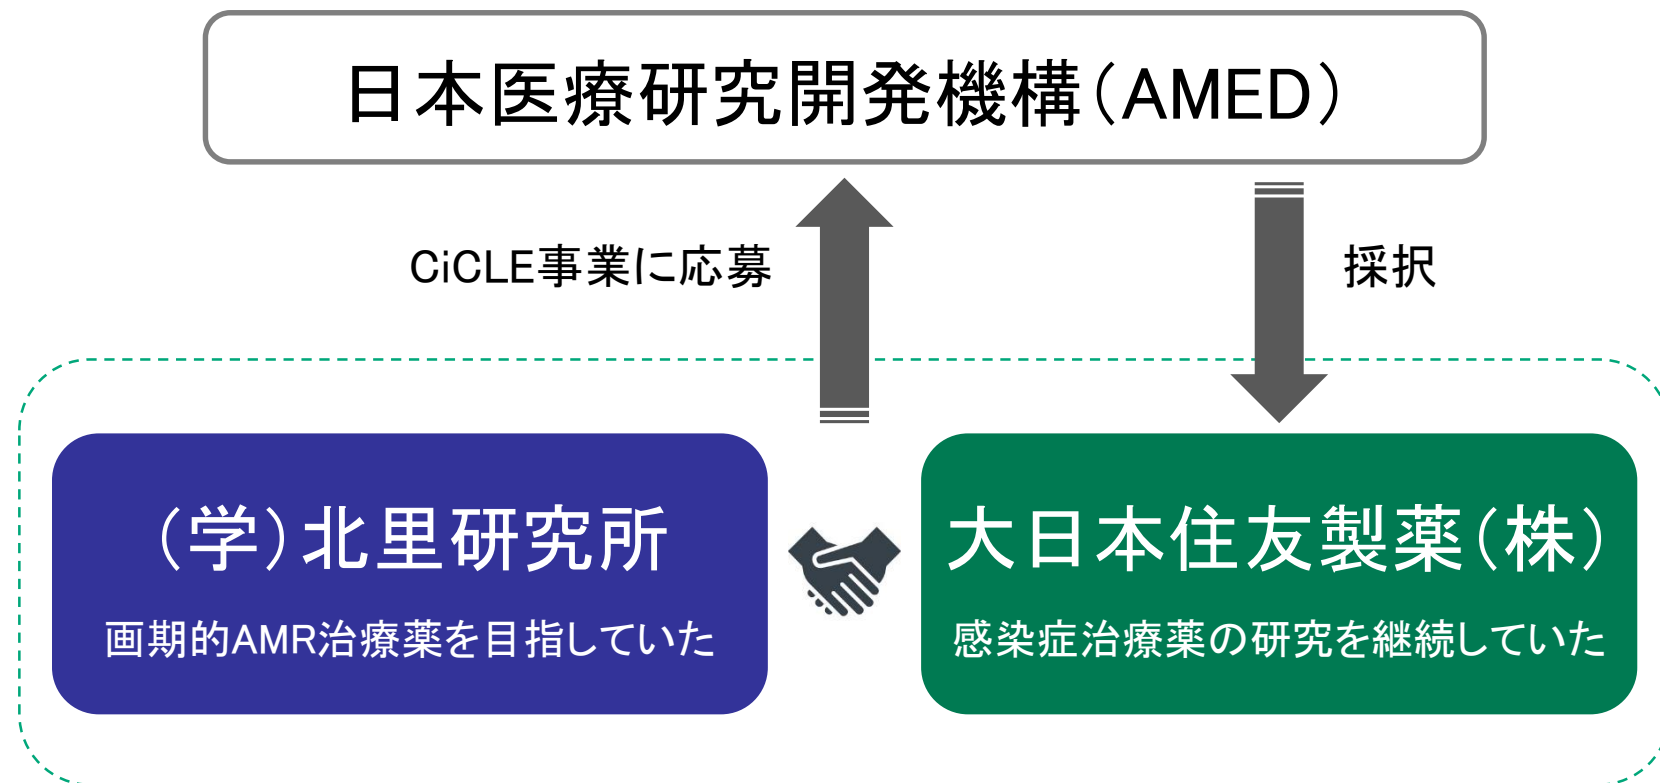 日本医療研究開発機構（AMED）
CiCLE事業に応募
採択
（学）北里研究所
画期的AMR治療薬を目指していた
大日本住友製薬（株）
感染症治療薬の研究を継続していた